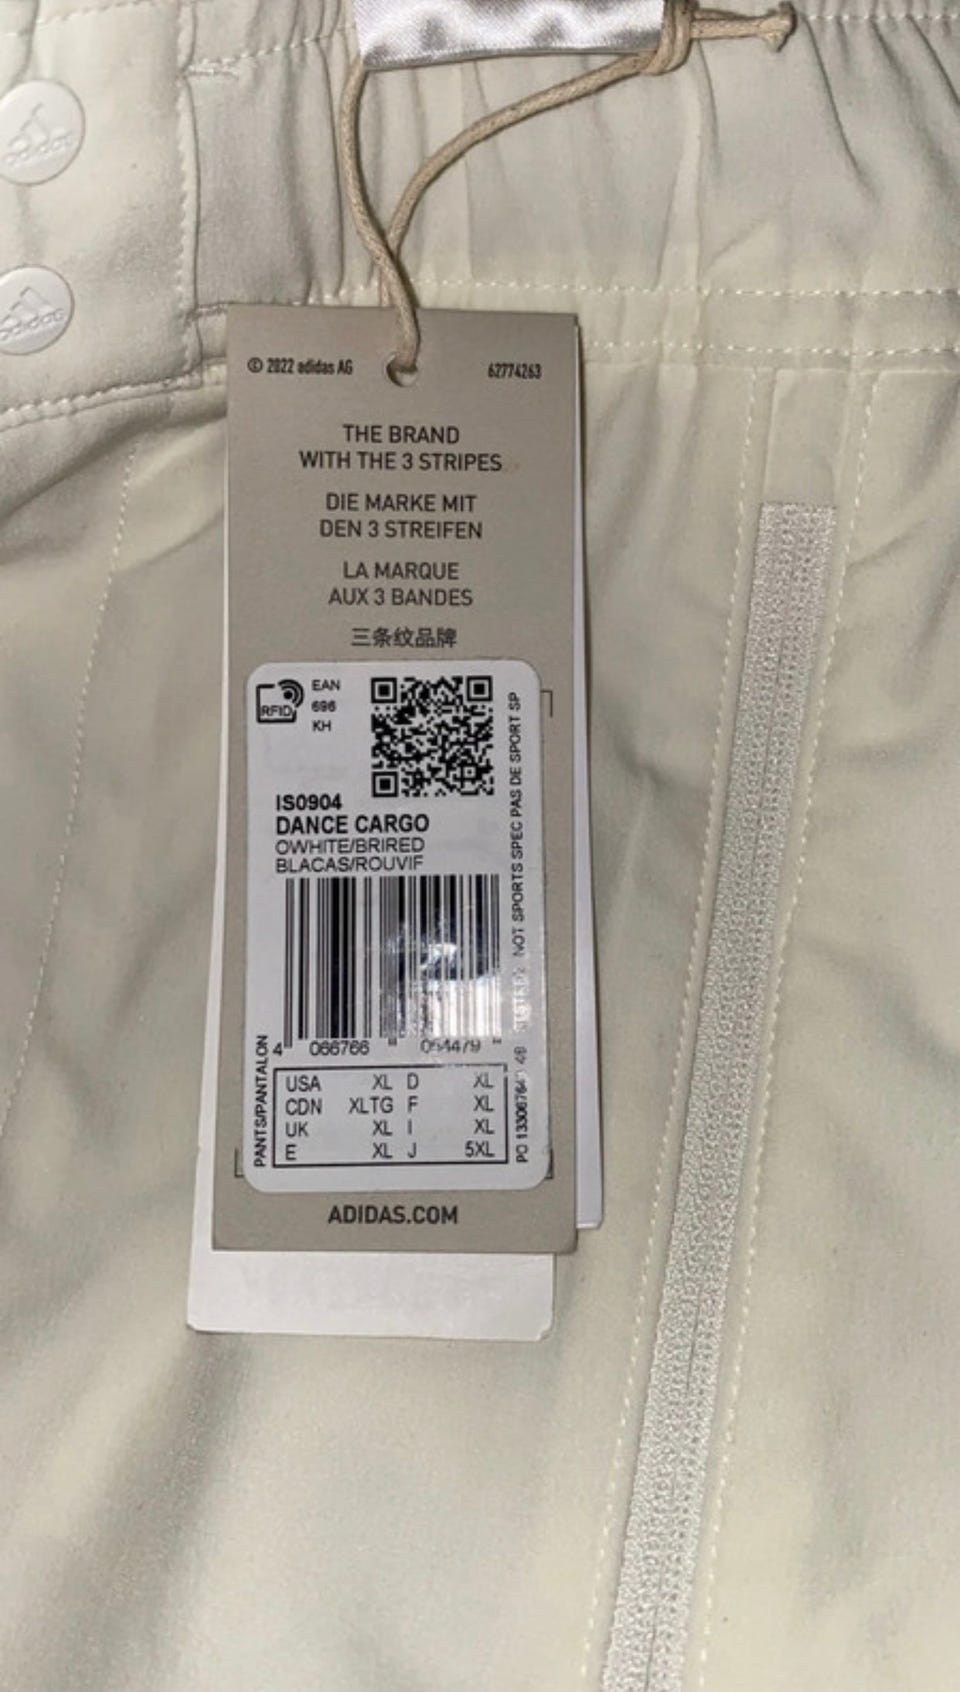 adidas
adidas
© 2022 adidas AG
62774263
THE BRAND
WITH THE 3 STRIPES
DIE MARKE MIT
DEN 3 STREIFEN
LA MARQUE
AUX 3 BANDES
三条纹品牌
RFID
EAN
696
KH
IS0904
DANCE CARGO
OWHITE/BRIRED
BLACAS/ROUVIF
4 066766 054479
PANTS/PANTALON
USA XL D XL
CDN XLTG F XL
UK XL I XL
E XL J 5XL
NOT SPORTS SPEC PAS DE SPORT SP
ADIDAS.COM